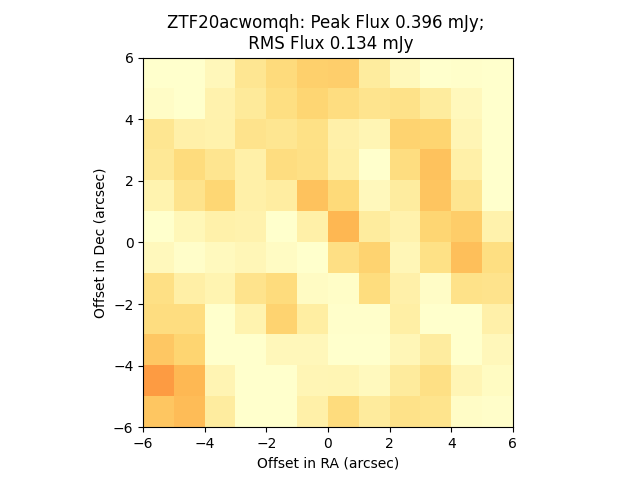 ZTF20acwomqh: Peak Flux 0.396 mJy;
RMS Flux 0.134 mJy
6
4
2
0
−2
−4
−6
Offset in Dec (arcsec)
−6 −4 −2 0 2 4 6
Offset in RA (arcsec)